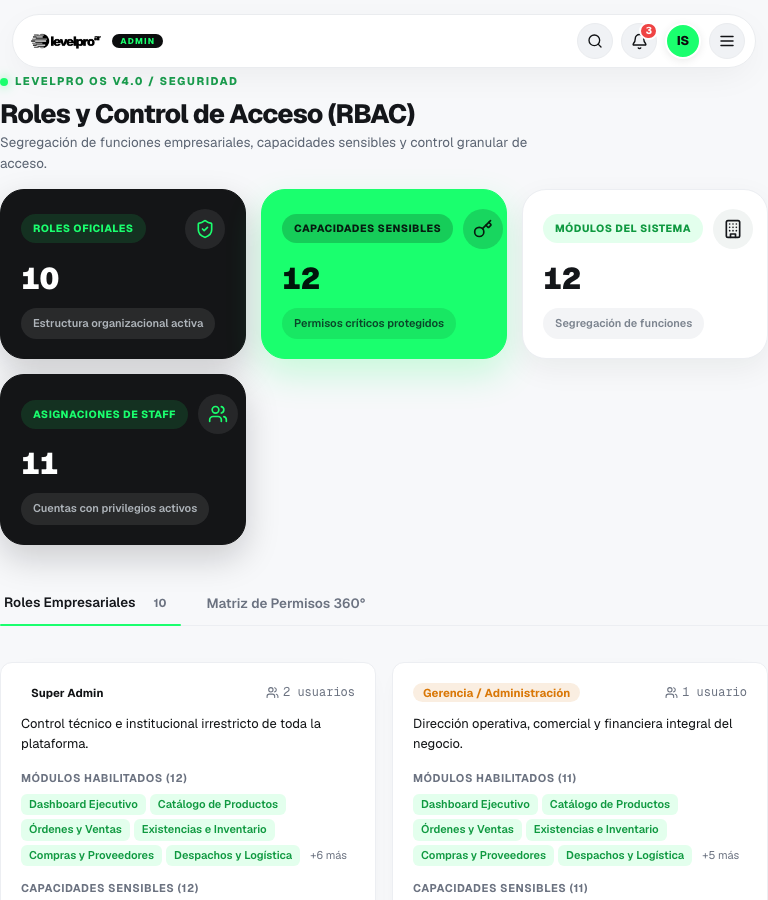 levelpro
ADMIN
3
IS
LEVELPRO OS V4.0 / SEGURIDAD
Roles y Control de Acceso (RBAC)
Segregación de funciones empresariales, capacidades sensibles y control granular de
acceso.
ROLES OFICIALES
10
Estructura organizacional activa
CAPACIDADES SENSIBLES
12
Permisos críticos protegidos
MÓDULOS DEL SISTEMA
12
Segregación de funciones
ASIGNACIONES DE STAFF
11
Cuentas con privilegios activos
Roles Empresariales 10
Matriz de Permisos 360°
Super Admin
2 usuarios
Control técnico e institucional irrestricto de toda la
plataforma.
MÓDULOS HABILITADOS (12)
Dashboard Ejecutivo Catálogo de Productos
Órdenes y Ventas Existencias e Inventario
Compras y Proveedores Despachos y Logística +6 más
CAPACIDADES SENSIBLES (12)
Gerencia / Administración
1 usuario
Dirección operativa, comercial y financiera integral del
negocio.
MÓDULOS HABILITADOS (11)
Dashboard Ejecutivo Catálogo de Productos
Órdenes y Ventas Existencias e Inventario
Compras y Proveedores Despachos y Logística +5 más
CAPACIDADES SENSIBLES (11)